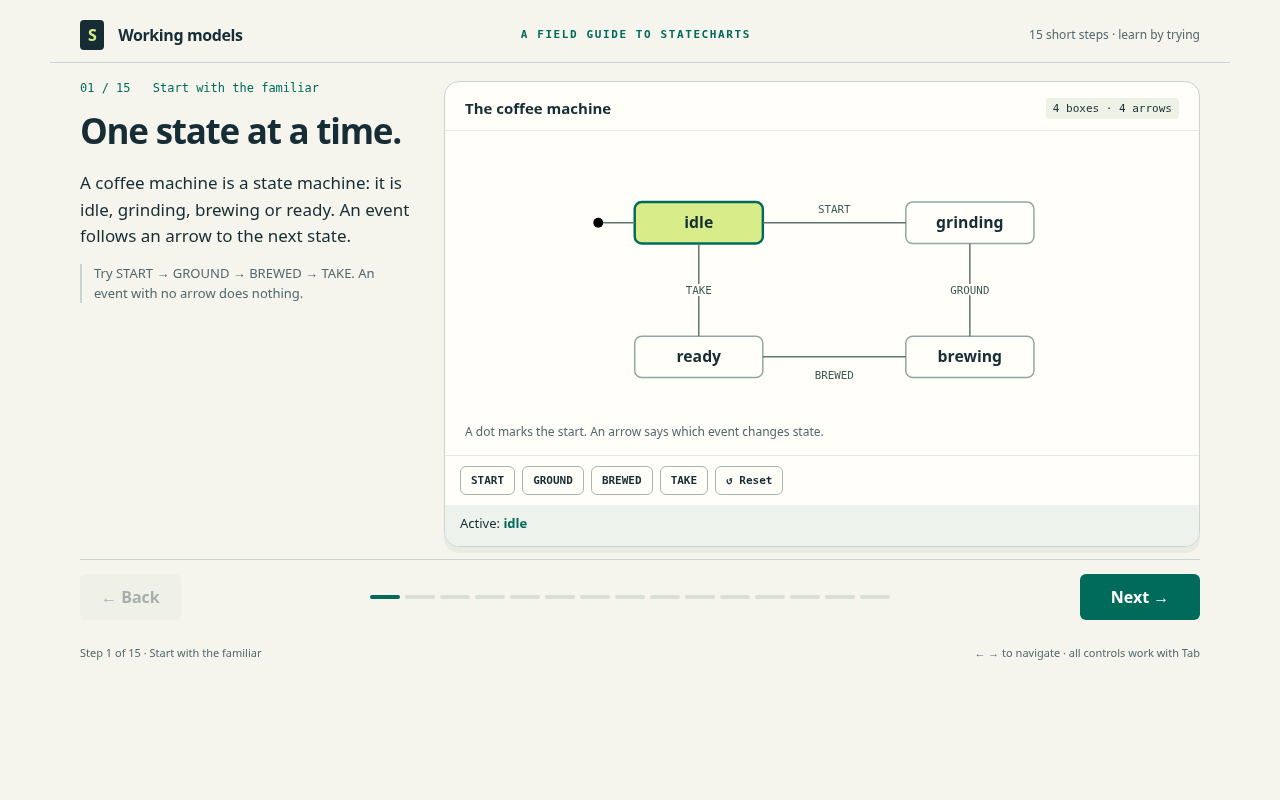 S Working models
A FIELD GUIDE TO STATECHARTS
15 short steps · learn by trying
01 / 15 Start with the familiar
One state at a time.
A coffee machine is a state machine: it is
idle, grinding, brewing or ready. An event
follows an arrow to the next state.
Try START → GROUND → BREWED → TAKE. An
event with no arrow does nothing.
The coffee machine
4 boxes · 4 arrows
idle
START
grinding
TAKE
GROUND
ready
BREWED
brewing
A dot marks the start. An arrow says which event changes state.
START GROUND BREWED TAKE ↺ Reset
Active: idle
← Back
Next →
Step 1 of 15 · Start with the familiar
← → to navigate · all controls work with Tab